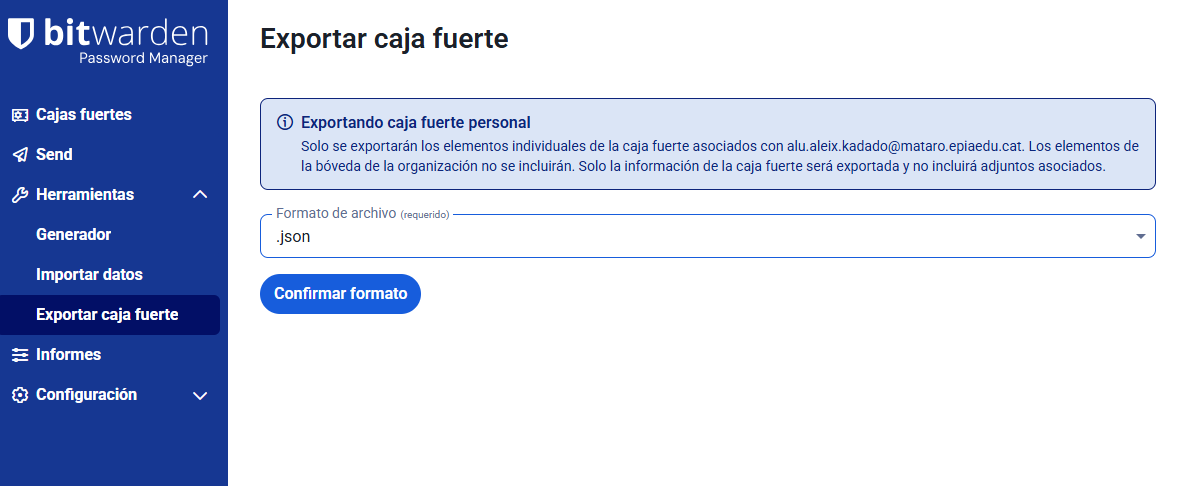 bitwarden
Password Manager
Cajas fuertes
Send
Herramientas
Generador
Importar datos
Exportar caja fuerte
Informes
Configuración
Exportar caja fuerte
Exportando caja fuerte personal
Solo se exportarán los elementos individuales de la caja fuerte asociados con alu.aleix.kadado@mataro.epiaedu.cat. Los elementos de
la bóveda de la organización no se incluirán. Solo la información de la caja fuerte será exportada y no incluirá adjuntos asociados.
Formato de archivo (requerido)
.json
Confirmar formato